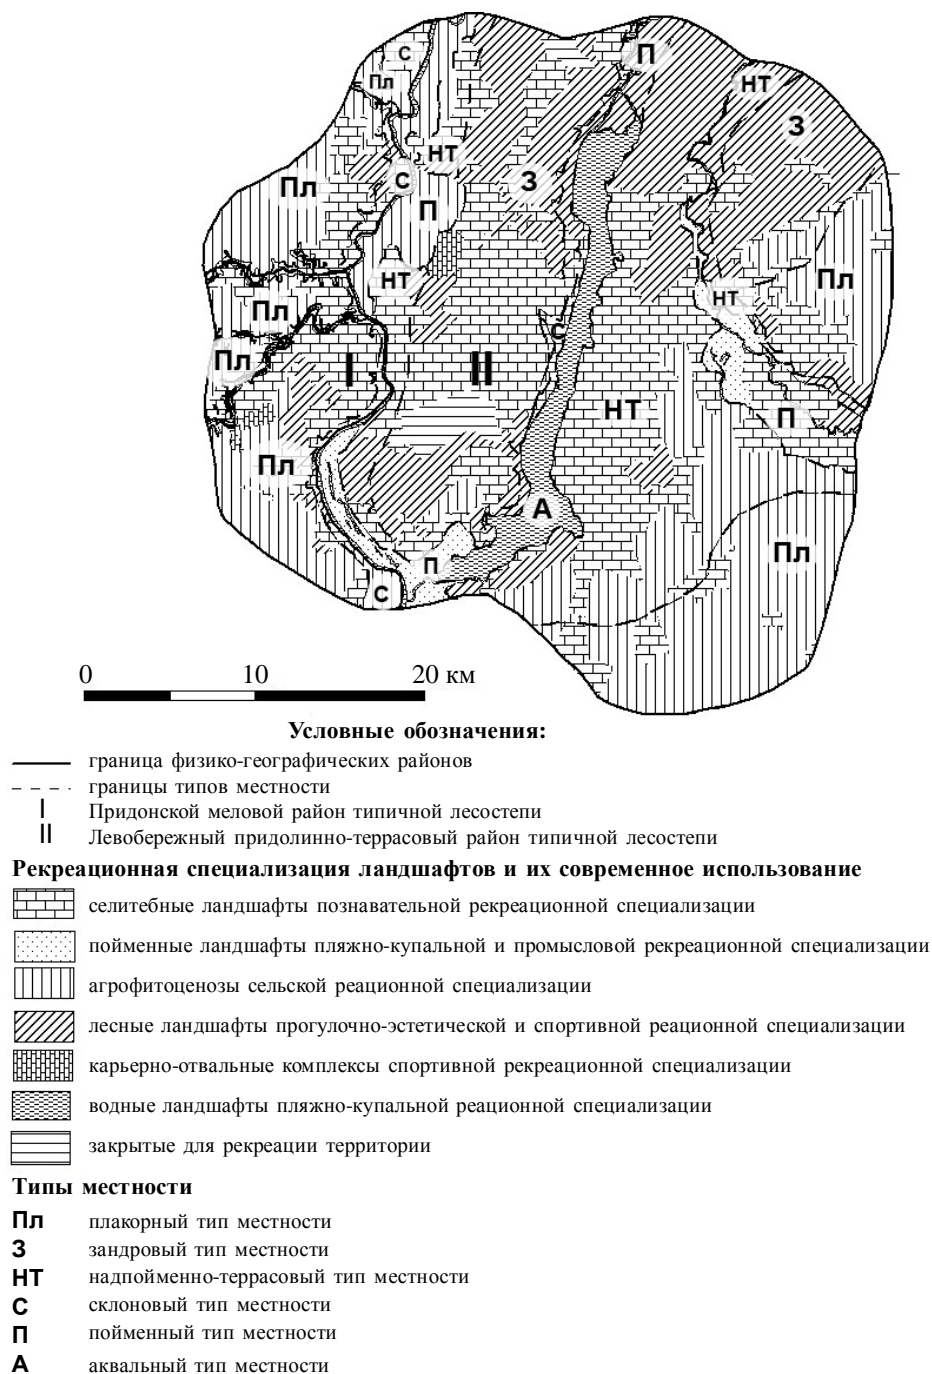 С
П
Пл
НТ
З
I
НТ
З
Пл
С
П
НТ
Пл
Пл
НТ
I
С
Пл
I
II
НТ
П
Пл
А
Пл
П
С
0 10 20 км
Условные обозначения:
граница физико-географических районов
границы типов местности
I Придонской меловой район типичной лесостепи
II Левобережный придолинно-террасовый район типичной лесостепи
Рекреационная специализация ландшафтов и их современное использование
селитебные ландшафты познавательной рекреационной специализации
пойменные ландшафты пляжно-купальной и промысловой рекреационной специализации
агрофитоценозы сельской реационной специализации
лесные ландшафты прогулочно-эстетической и спортивной реационной специализации
карьерно-отвальные комплексы спортивной рекреационной специализации
водные ландшафты пляжно-купальной реационной специализации
закрытые для рекреации территории
Типы местности
Пл плакорный тип местности
З зандровый тип местности
НТ надпойменно-террасовый тип местности
С склоновый тип местности
П пойменный тип местности
А аквальный тип местности